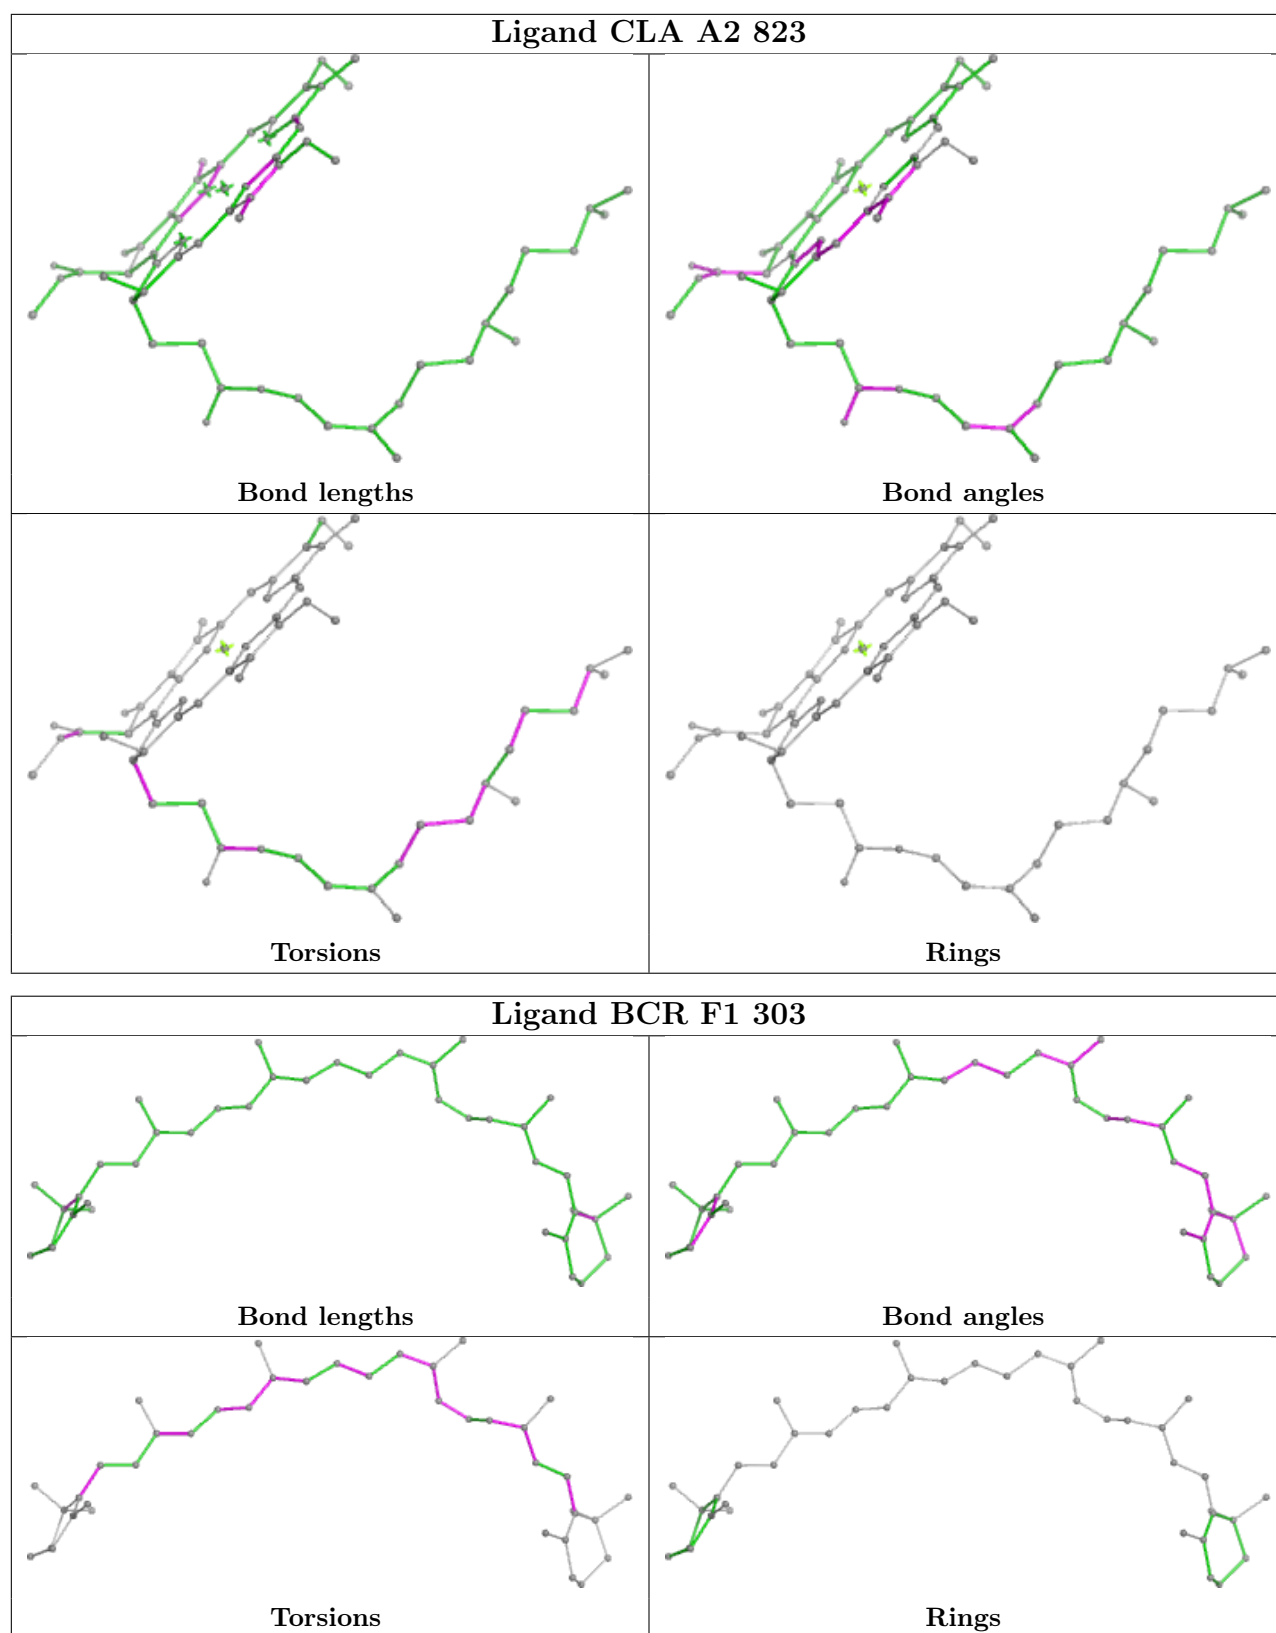 Ligand CLA A2 823
Bond lengths
Bond angles
Torsions
Rings
Ligand BCR F1 303
Bond lengths
Bond angles
Torsions
Rings